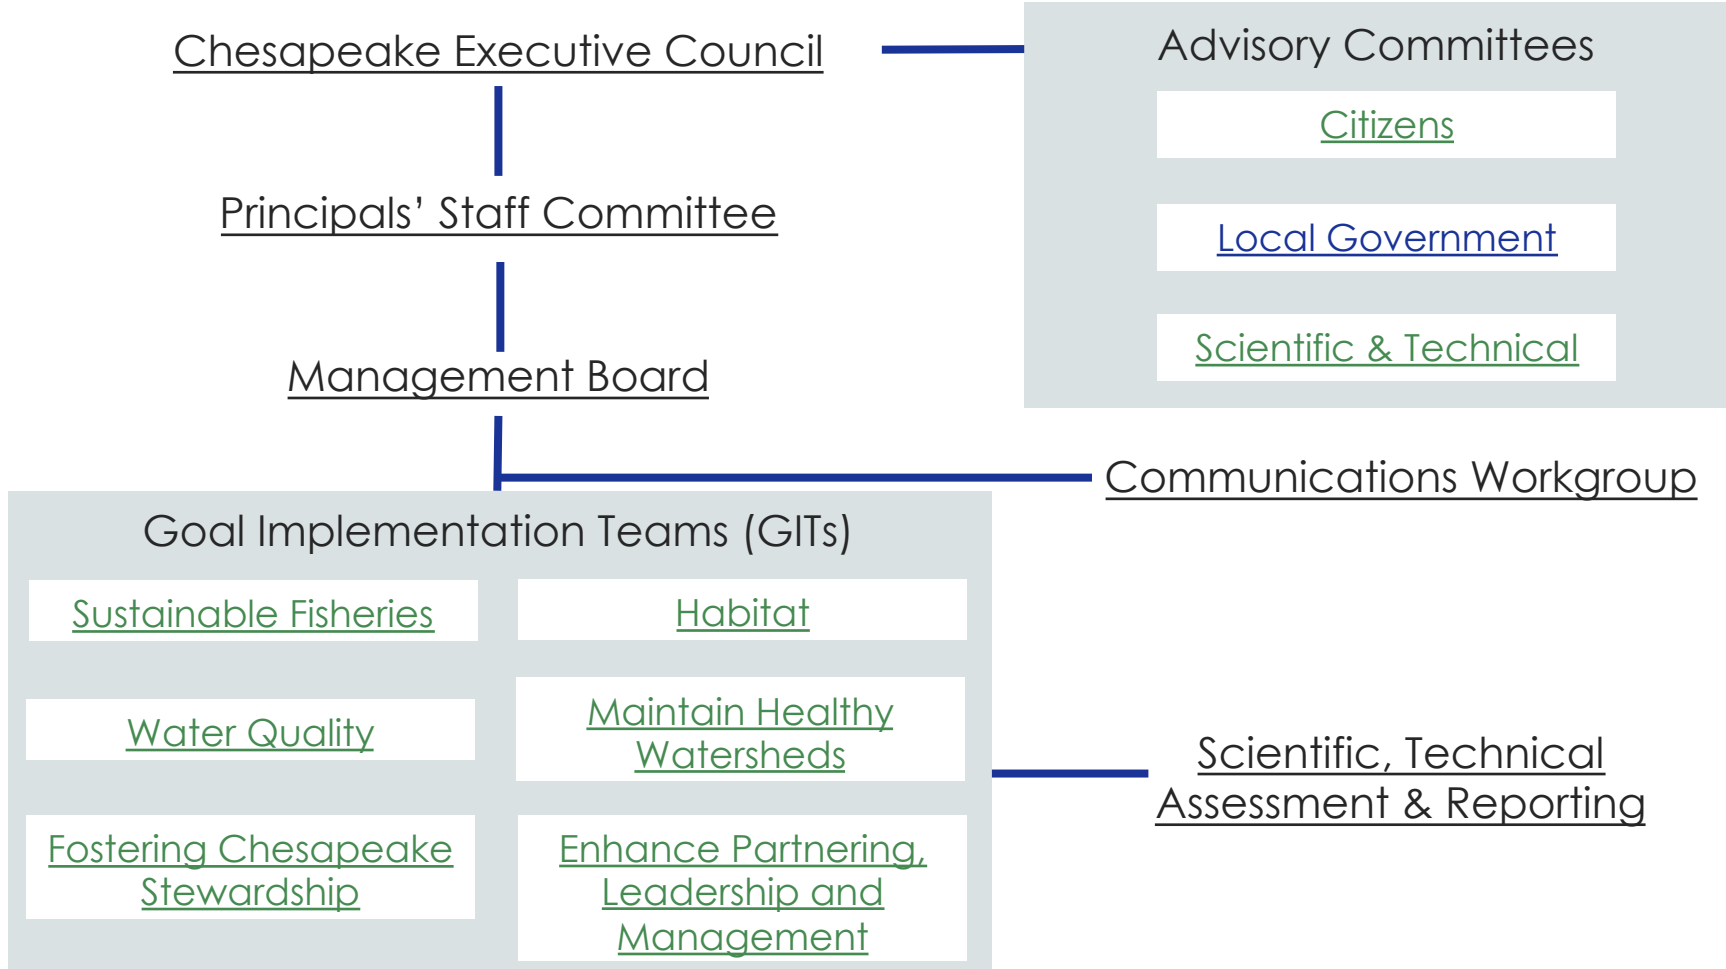 Chesapeake Executive Council
Advisory Committees
Citizens
Local Government
Scientific & Technical
Principals’ Staff Committee
Management Board
Communications Workgroup
Goal Implementation Teams (GITs)
Sustainable Fisheries
Habitat
Water Quality
Maintain Healthy
Watersheds
Fostering Chesapeake
Stewardship
Enhance Partnering,
Leadership and
Management
Scientific, Technical
Assessment & Reporting